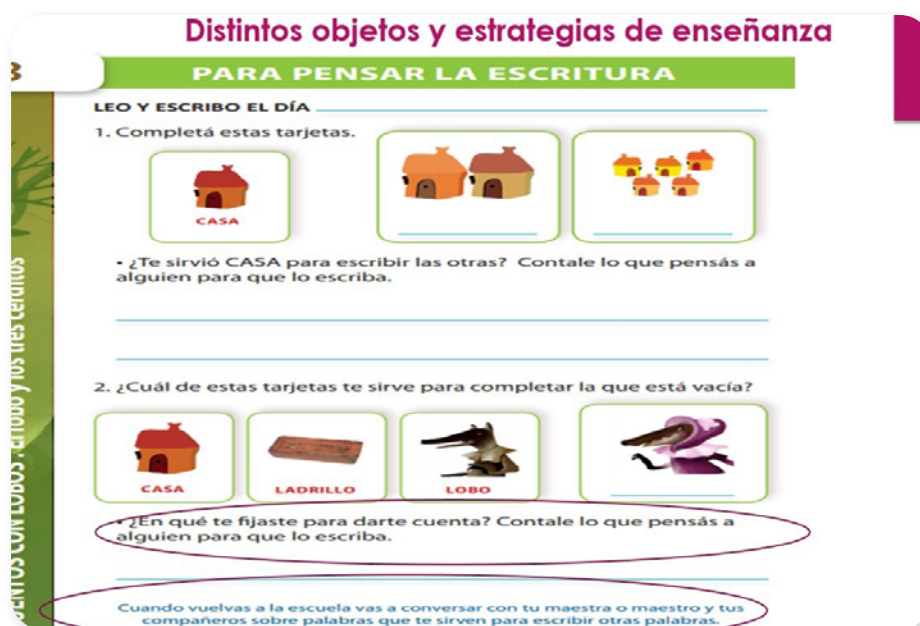 Distintos objetos y estrategias de enseñanza
PARA PENSAR LA ESCRITURA
LEO Y ESCRIBO EL DÍA
1. Completá estas tarjetas.
CASA
• ¿Te sirvió CASA para escribir las otras? Contale lo que pensás a
alguien para que lo escriba.
2. ¿Cuál de estas tarjetas te sirve para completar la que está vacía?
CASA
LADRILLO
LOBO
• ¿En qué te fijaste para darte cuenta? Contale lo que pensás a
alguien para que lo escriba.
Cuando vuelvas a la escuela vas a conversar con tu maestra o maestro y tus
compañeros sobre palabras que te sirven para escribir otras palabras.